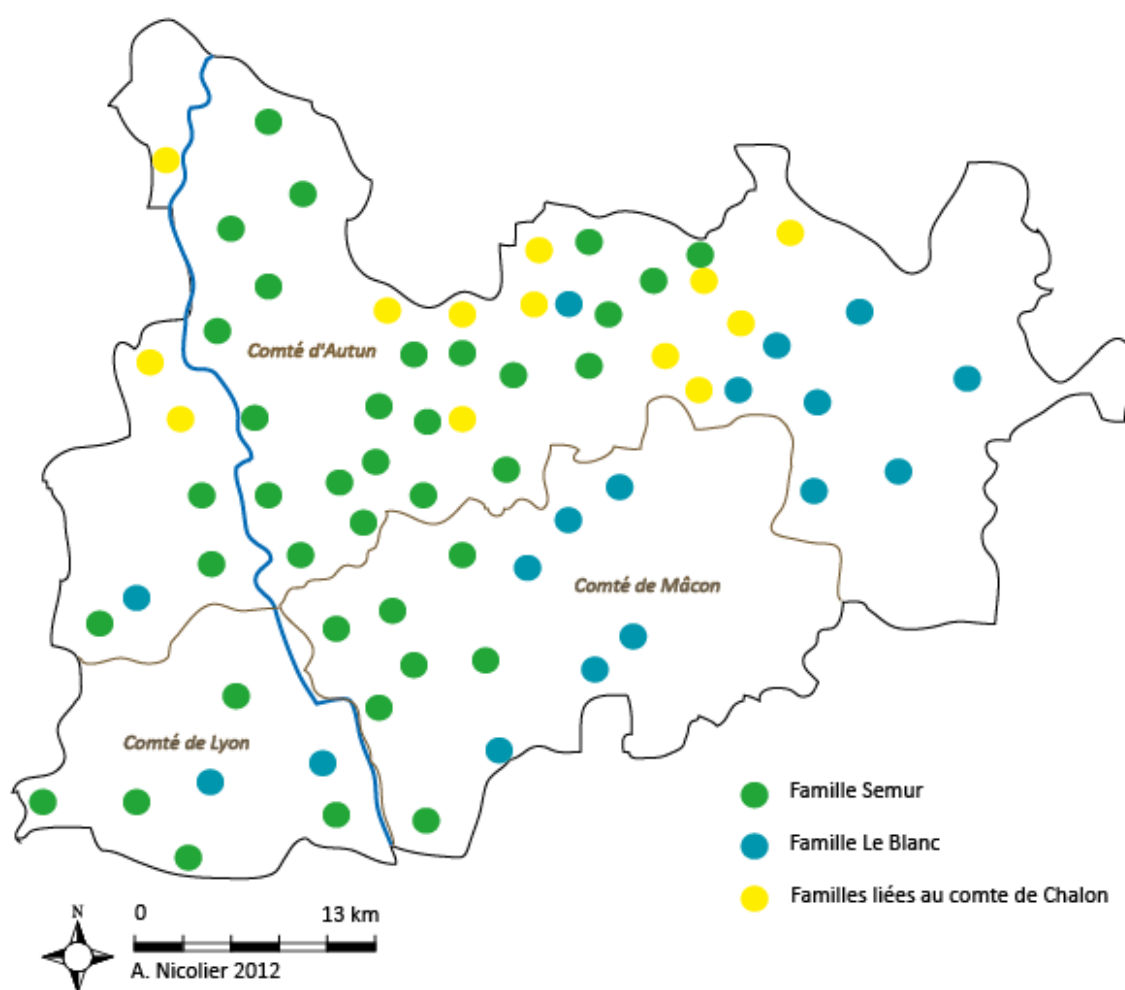 Comté d'Autun
Comté de Mâcon
Comté de Lyon
Famille Semur
Famille Le Blanc
Familles liées au comte de Chalon
N
0 13 km
A. Nicolier 2012